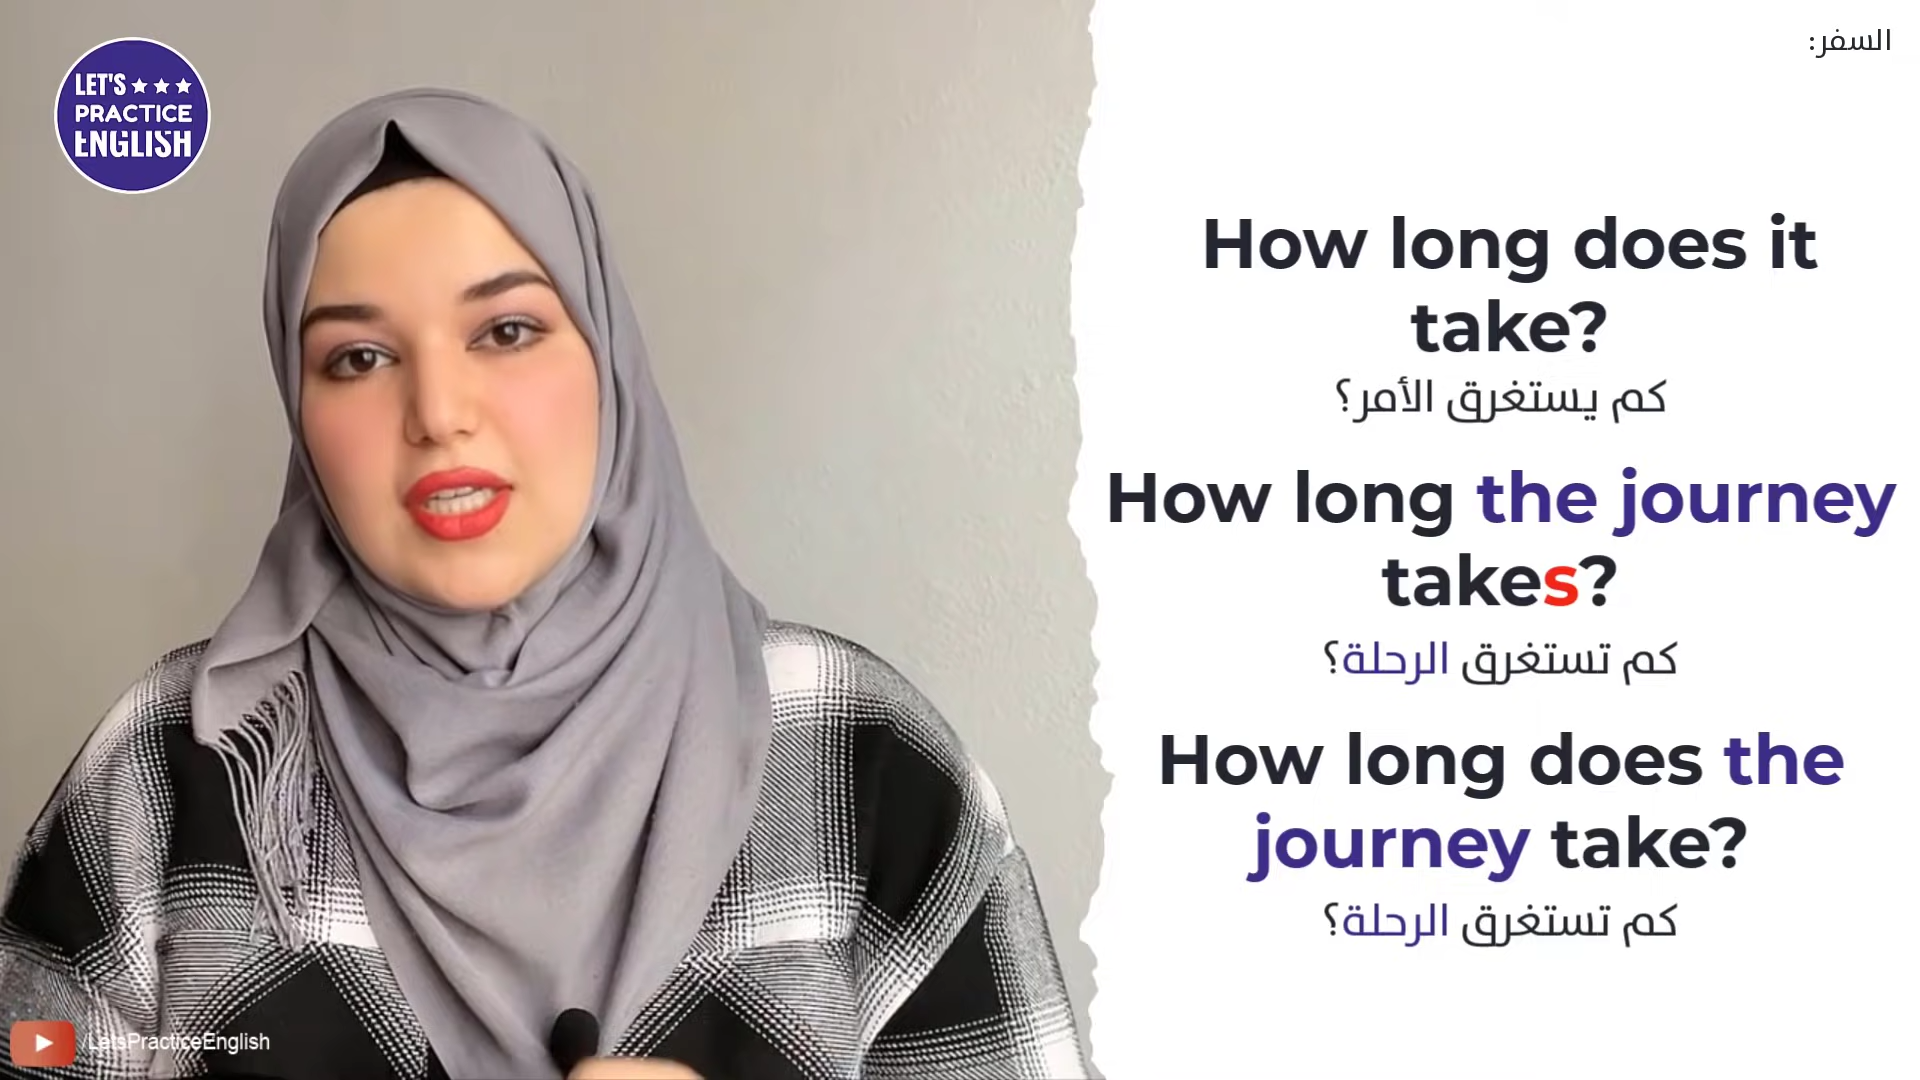 LET'S
PRACTICE
ENGLISH
السفر:
How long does it
take?
كم يستغرق الأمر؟
How long the journey
takes?
كم تستغرق الرحلة؟
How long does the
journey take?
كم تستغرق الرحلة؟
/LetsPracticeEnglish